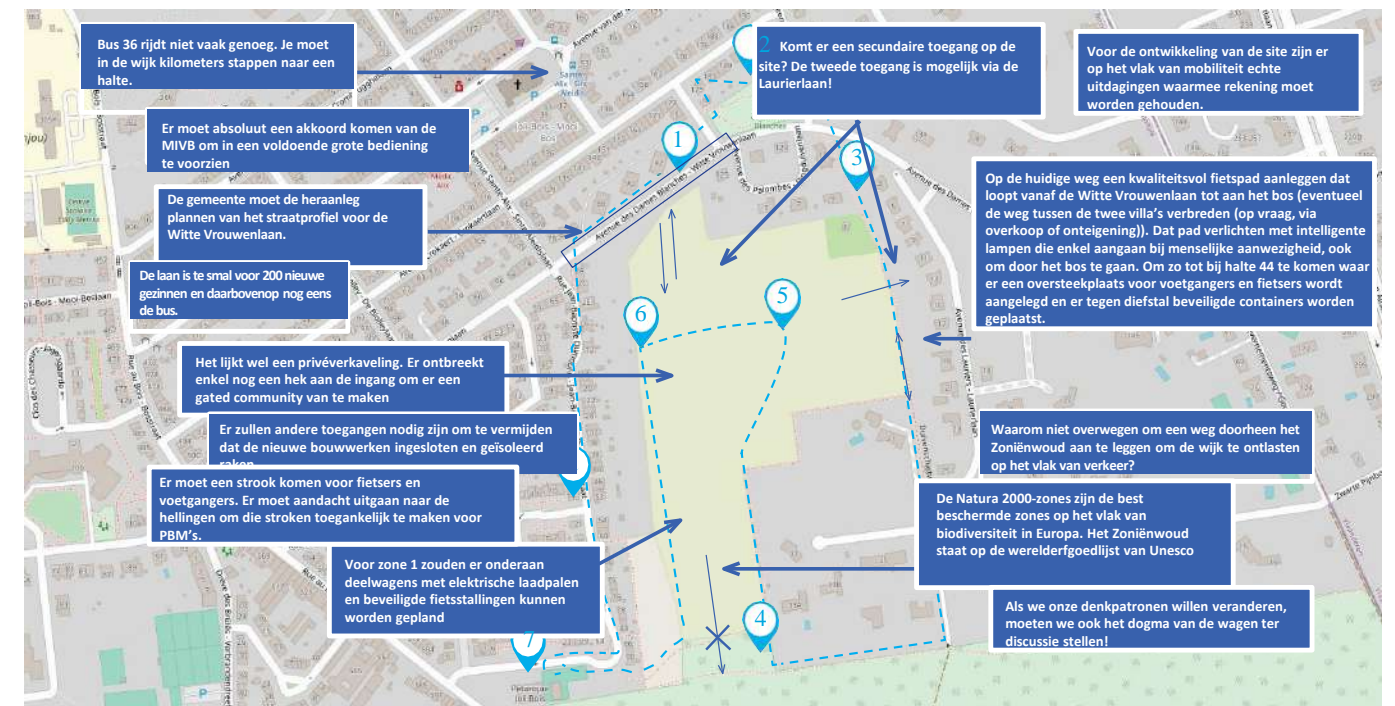 Bus 36 rijdt niet vaak genoeg. Je moet
in de wijk kilometers stappen naar een
halte.
2 Komt er een secundaire toegang op de
site? De tweede toegang is mogelijk via de
Laurierlaan!
Voor de ontwikkeling van de site zijn er
op het vlak van mobiliteit echte
uitdagingen waarmee rekening moet
worden gehouden.
Er moet absoluut een akkoord komen van de
MIVB om in een voldoende grote bediening
te voorzien
De gemeente moet de heraanleg
plannen van het straatprofiel voor de
Witte Vrouwenlaan.
De laan is te smal voor 200 nieuwe
gezinnen en daarbovenop nog eens
de bus.
Op de huidige weg een kwaliteitsvol fietspad aanleggen dat
loopt vanaf de Witte Vrouwenlaan tot aan het bos (eventueel
de weg tussen de twee villa's verbreden (op vraag, via
overkoop of onteigening)). Dat pad verlichten met intelligente
lampen die enkel aangaan bij menselijke aanwezigheid, ook
om door het bos te gaan. Om zo tot bij halte 44 te komen waar
er een oversteekplaats voor voetgangers en fietsers wordt
aangelegd en er tegen diefstal beveiligde containers worden
geplaatst.
Het lijkt wel een privéverkaveling. Er ontbreekt
enkel nog een hek aan de ingang om er een
gated community van te maken
Er zullen andere toegangen nodig zijn om te vermijden
dat de nieuwe bouwwerken ingesloten en geïsoleerd
raken
Er moet een strook komen voor fietsers en
voetgangers. Er moet aandacht uitgaan naar de
hellingen om die stroken toegankelijk te maken voor
PBM's.
Voor zone 1 zouden er onderaan
deelwagens met elektrische laadpalen
en beveiligde fietsstallingen kunnen
worden gepland
Waarom niet overwegen om een weg doorheen het
Zoniënwoud aan te leggen om de wijk te ontlasten
op het vlak van verkeer?
De Natura 2000-zones zijn de best
beschermde zones op het vlak van
biodiversiteit in Europa. Het Zoniënwoud
staat op de werelderfgoedlijst van Unesco
Als we onze denkpatronen willen veranderen,
moeten we ook het dogma van de wagen ter
discussie stellen!
1
3
5
6
4
7
Avenue des Dames Blanches - Witte Vrouwenlaan
Avenue des Lauriers - Laurierlaan
Joli-Bois - Mooi-Bos
Rue au Bois - Bosstraat
Avenue des Dames
P
P
P